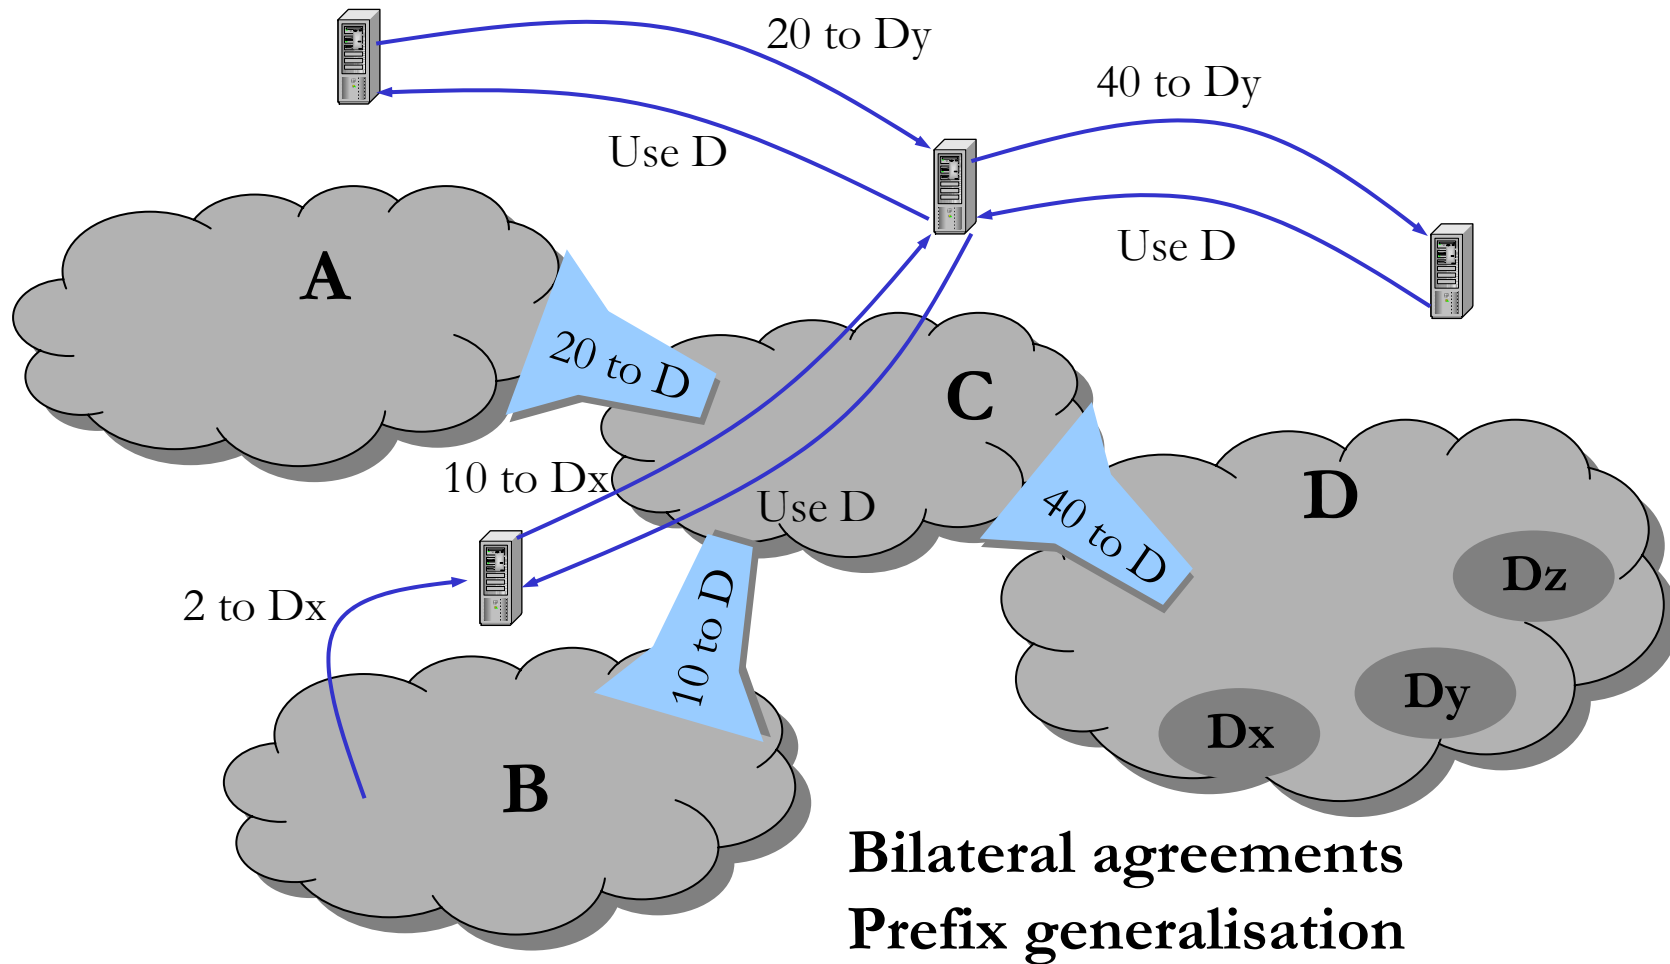 20 to Dy
40 to Dy
Use D
Use D
A
20 to D
C
10 to Dx
Use D
40 to D
D
Dz
2 to Dx
10 to D
Dy
Dx
B
Bilateral agreements
Prefix generalisation